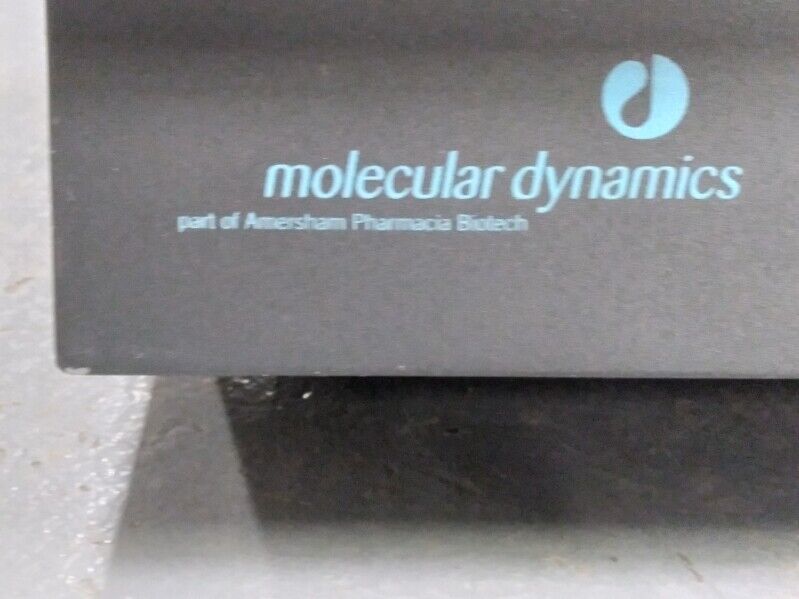 molecular dynamics
part of Amersham Pharmacia Biotech